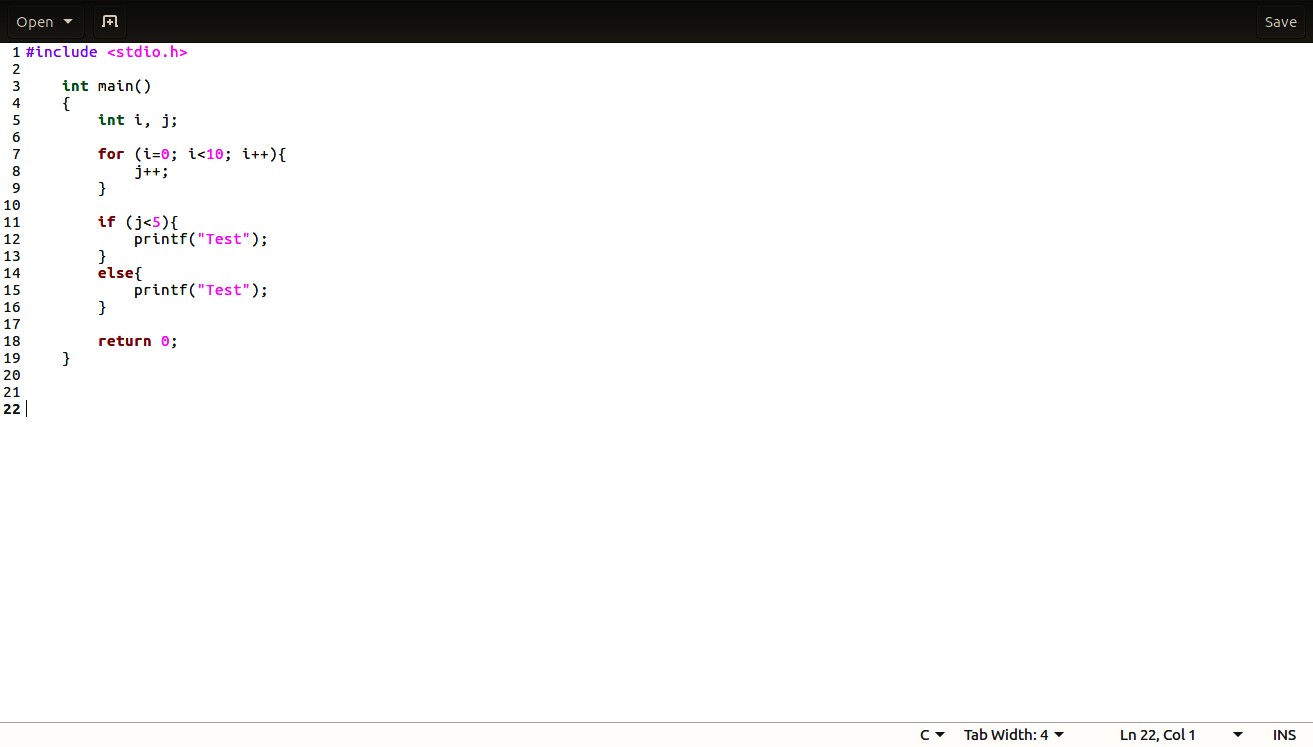 Open
Save
1 #include <stdio.h>
2
3     int main()
4     {
5         int i, j;
6
7         for (i=0; i<10; i++){
8             j++;
9         }
10
11         if (j<5){
12             printf("Test");
13         }
14         else{
15             printf("Test");
16         }
17
18         return 0;
19     }
20
21
22
C Tab Width: 4 Ln 22, Col 1 INS